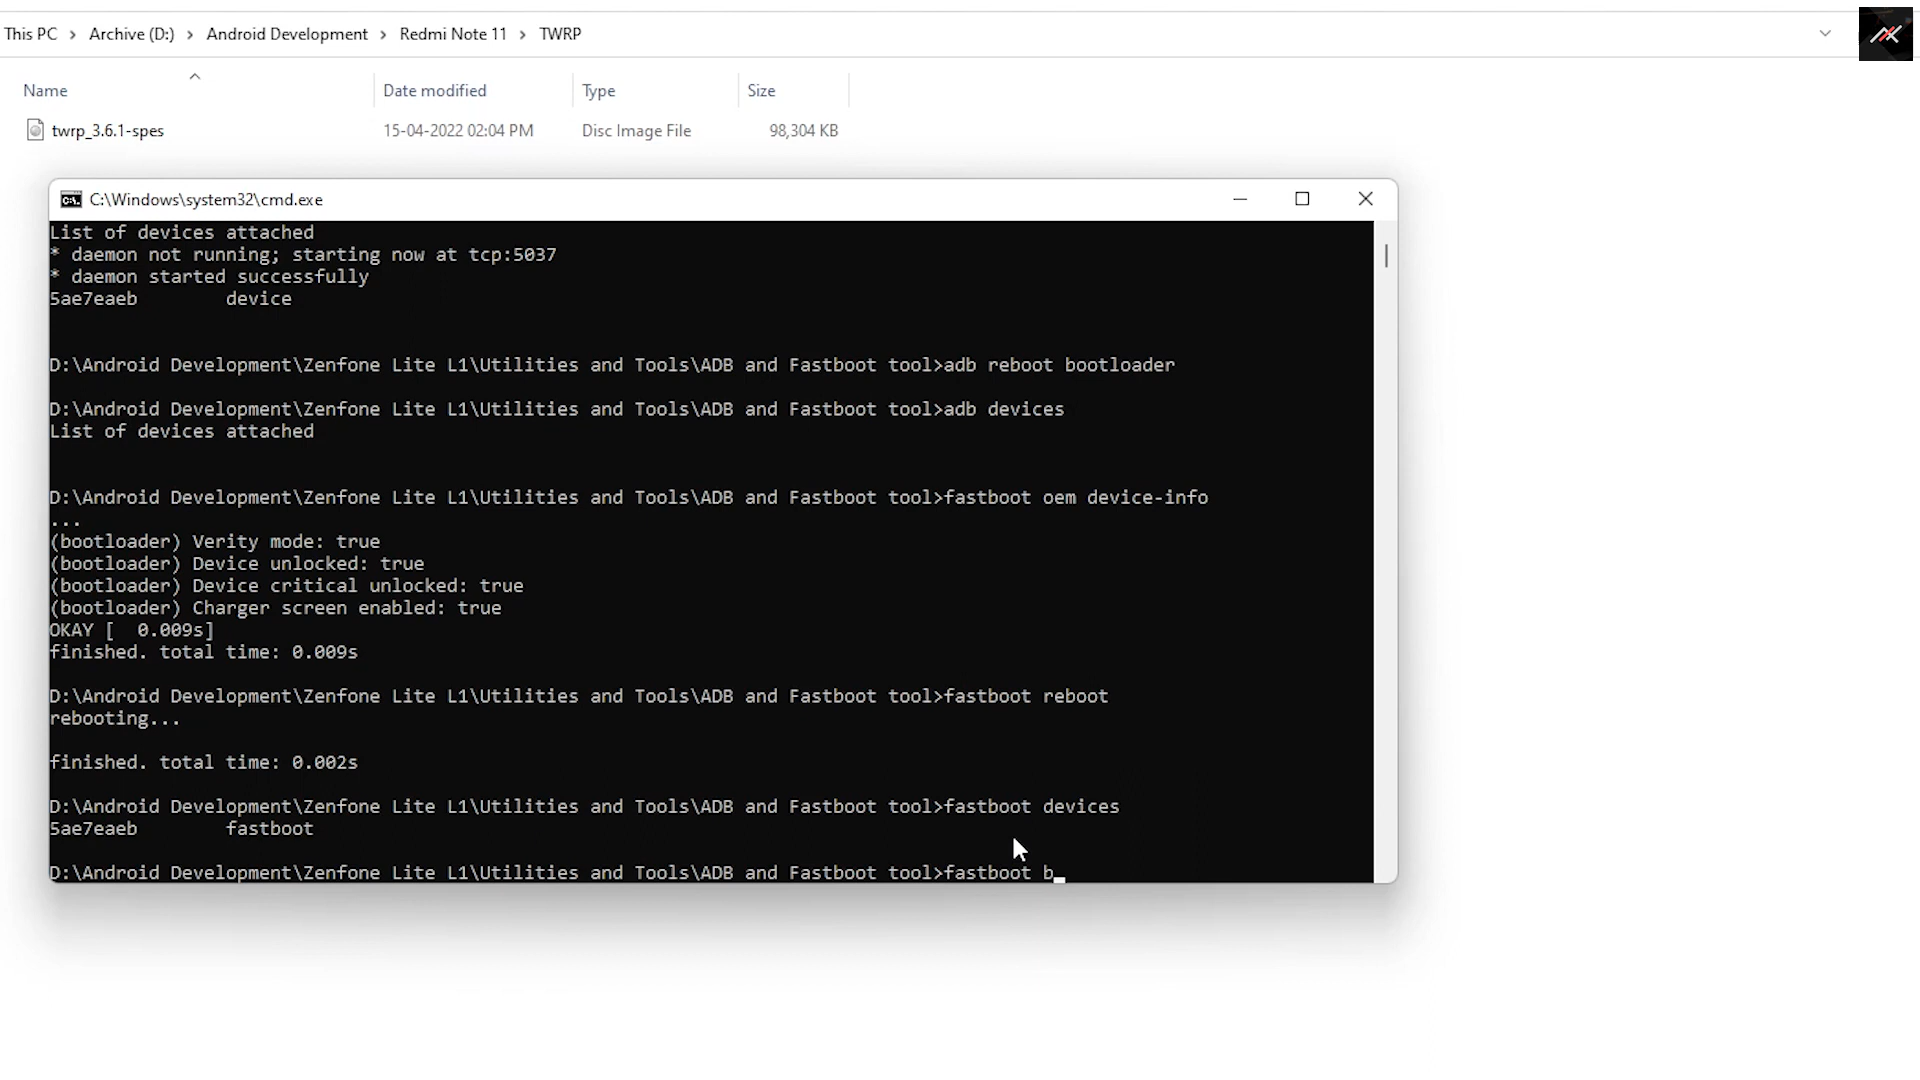 This PC > Archive (D:) > Android Development > Redmi Note 11 > TWRP
Name Date modified Type Size
twrp_3.6.1-spes 15-04-2022 02:04 PM Disc Image File 98,304 KB
C:\Windows\system32\cmd.exe
List of devices attached
* daemon not running; starting now at tcp:5037
* daemon started successfully
5ae7eaeb        device
D:\Android Development\Zenfone Lite L1\Utilities and Tools\ADB and Fastboot tool>adb reboot bootloader
D:\Android Development\Zenfone Lite L1\Utilities and Tools\ADB and Fastboot tool>adb devices
List of devices attached
D:\Android Development\Zenfone Lite L1\Utilities and Tools\ADB and Fastboot tool>fastboot oem device-info
...
(bootloader) Verity mode: true
(bootloader) Device unlocked: true
(bootloader) Device critical unlocked: true
(bootloader) Charger screen enabled: true
OKAY [  0.009s]
finished. total time: 0.009s
D:\Android Development\Zenfone Lite L1\Utilities and Tools\ADB and Fastboot tool>fastboot reboot
rebooting...
finished. total time: 0.002s
D:\Android Development\Zenfone Lite L1\Utilities and Tools\ADB and Fastboot tool>fastboot devices
5ae7eaeb        fastboot
D:\Android Development\Zenfone Lite L1\Utilities and Tools\ADB and Fastboot tool>fastboot b_